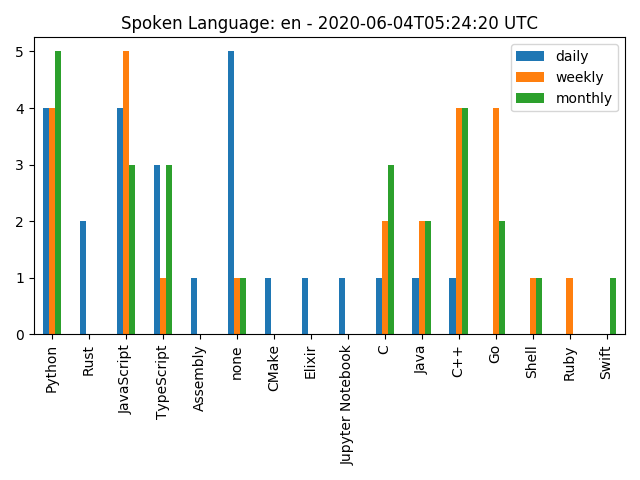 Spoken Language: en - 2020-06-04T05:24:20 UTC
5
4
3
2
1
0
daily
weekly
monthly
Python
Rust
JavaScript
TypeScript
Assembly
none
CMake
Elixir
Jupyter Notebook
C
Java
C++
Go
Shell
Ruby
Swift